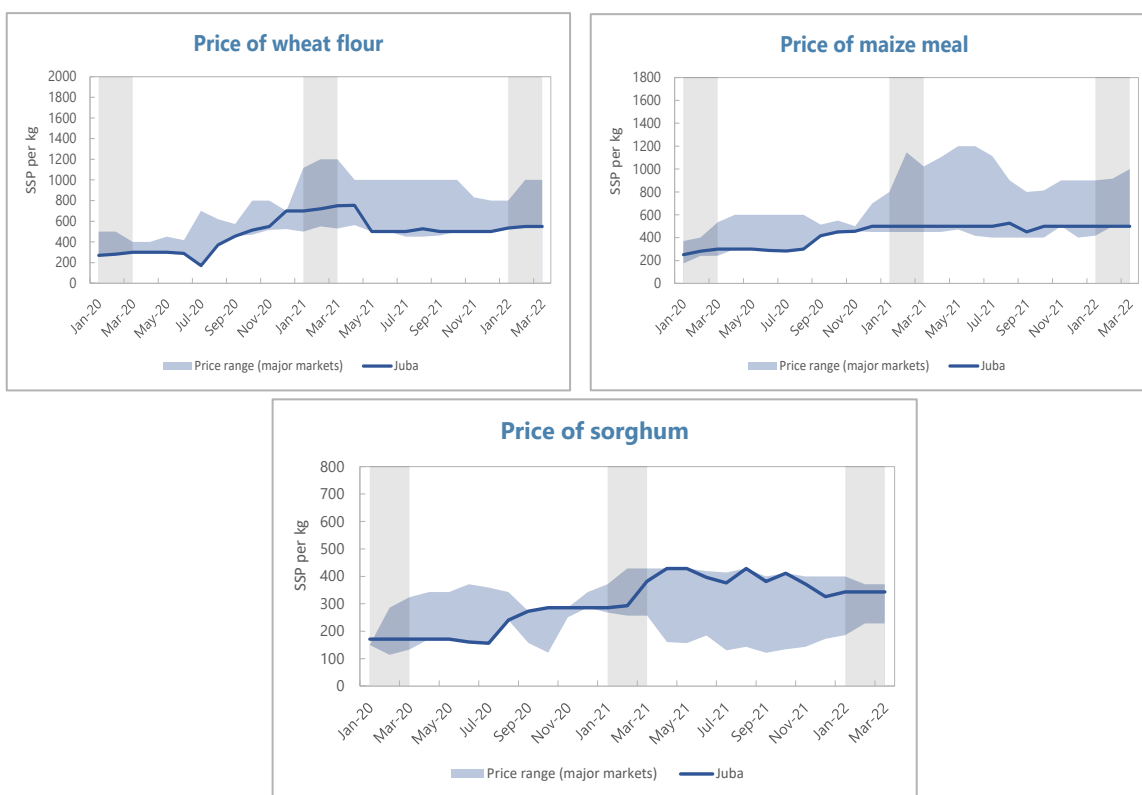 Price of wheat flour
SSP per kg
2000
1800
1600
1400
1200
1000
800
600
400
200
0
Jan-20
Mar-20
May-20
Jul-20
Sep-20
Nov-20
Jan-21
Mar-21
May-21
Jul-21
Sep-21
Nov-21
Jan-22
Mar-22
Price range (major markets)
Juba
Price of maize meal
SSP per kg
1800
1600
1400
1200
1000
800
600
400
200
0
Jan-20
Mar-20
May-20
Jul-20
Sep-20
Nov-20
Jan-21
Mar-21
May-21
Jul-21
Sep-21
Nov-21
Jan-22
Mar-22
Price range (major markets)
Juba
Price of sorghum
SSP per kg
800
700
600
500
400
300
200
100
0
Jan-20
Mar-20
May-20
Jul-20
Sep-20
Nov-20
Jan-21
Mar-21
May-21
Jul-21
Sep-21
Nov-21
Jan-22
Mar-22
Price range (major markets)
Juba